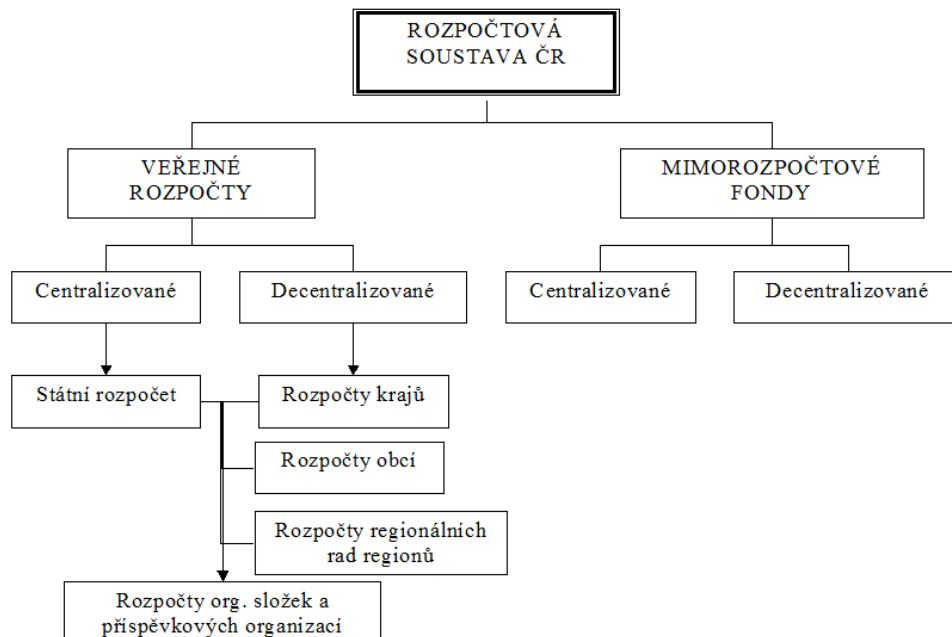 ROZPOČTOVÁ
SOUSTAVA ČR
VEŘEJNÉ
ROZPOČTY
MIMOROZPOČTOVÉ
FONDY
Centralizované
Decentralizované
Centralizované
Decentralizované
Státní rozpočet
Rozpočty krajů
Rozpočty obcí
Rozpočty regionálních
rad regionů
Rozpočty org. složek a
příspěvkových organizací